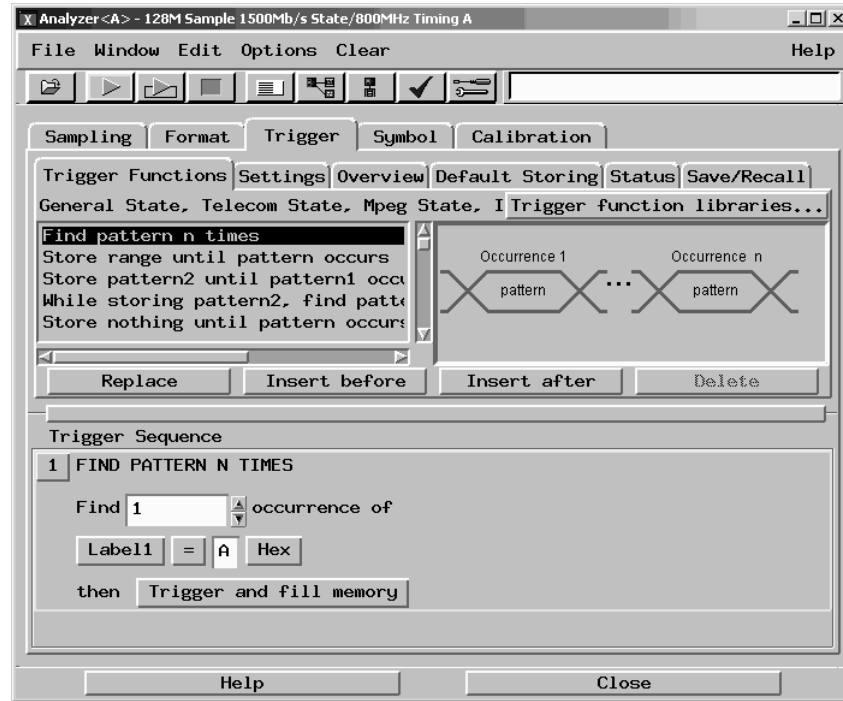 X Analyzer<A> - 128M Sample 1500Mb/s State/800MHz Timing A
File Window Edit Options Clear Help
Sampling Format Trigger Symbol Calibration
Trigger Functions Settings Overview Default Storing Status Save/Recall
General State, Telecom State, Mpeg State, I Trigger function libraries...
Find pattern n times
Store range until pattern occurs
Store pattern2 until pattern1 occu
While storing pattern2, find patte
Store nothing until pattern occurs
Occurrence 1 Occurrence n
pattern ... pattern
Replace Insert before Insert after Delete
Trigger Sequence
1 FIND PATTERN N TIMES
Find 1 occurrence of
Label1 = A Hex
then Trigger and fill memory
Help Close